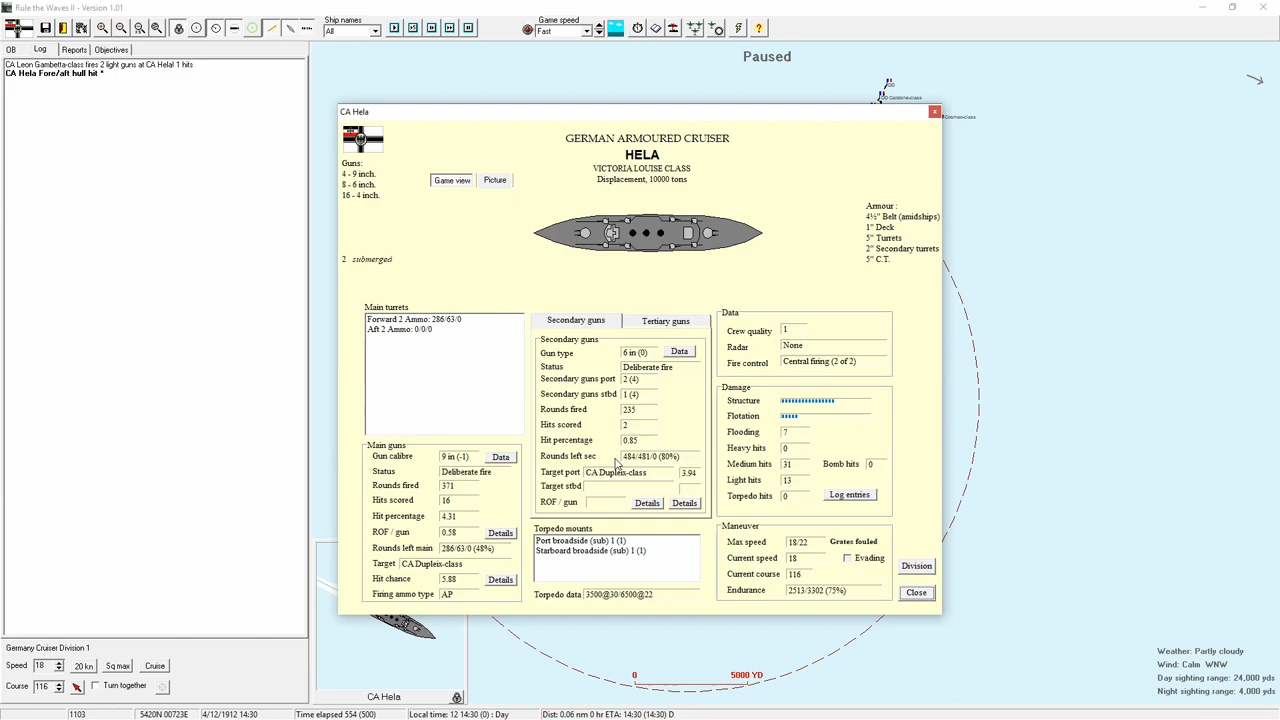 Rule the Waves II - Version 1.01
Ship names
All
Game speed
Fast
OB Log Reports Objectives
CA Leon Gambetta-class fires 2 light guns at CA Hela! 1 hits
CA Hela Fore/aft hull hit *
Paused
DD
DD Carabine-class
CA Hela
GERMAN ARMOURED CRUISER
HELA
VICTORIA LOUISE CLASS
Displacement, 10000 tons
Guns:
4 - 9 inch.
8 - 6 inch.
16 - 4 inch.
Game view Picture
2 submerged
Armour :
4½" Belt (amidships)
1" Deck
5" Turrets
2" Secondary turrets
5" C.T.
Main turrets
Forward 2 Ammo: 286/63/0
Aft 2 Ammo: 0/0/0
Main guns
Gun calibre 9 in (-1) Data
Status Deliberate fire
Rounds fired 371
Hits scored 16
Hit percentage 4.31
ROF / gun 0.58 Details
Rounds left main 286/63/0 (48%)
Target CA Dupleix-class
Hit chance 5.88 Details
Firing ammo type AP
Secondary guns Tertiary guns
Secondary guns
Gun type 6 in (0) Data
Status Deliberate fire
Secondary guns port 2 (4)
Secondary guns stbd 1 (4)
Rounds fired 235
Hits scored 2
Hit percentage 0.85
Rounds left sec 484/481/0 (80%)
Target port CA Dupleix-class 3.94
Target stbd
ROF / gun Details Details
Torpedo mounts
Port broadside (sub) 1 (1)
Starboard broadside (sub) 1 (1)
Torpedo data 3500@30/6500@22
Data
Crew quality 1
Radar None
Fire control Central firing (2 of 2)
Damage
Structure
Flotation
Flooding 7
Heavy hits 0
Medium hits 31 Bomb hits 0
Light hits 13
Torpedo hits 0 Log entries
Maneuver
Max speed 18/22 Grates fouled
Current speed 18 Evading
Current course 116
Endurance 2513/3302 (75%)
Division
Close
Germany Cruiser Division 1
Speed 18 20 kn Sq max Cruise
Course 116 Turn together
CA Hela
0 5000 YD
Weather: Partly cloudy
Wind: Calm WNW
Day sighting range: 24,000 yds
Night sighting range: 4,000 yds
1103 5420N 00723E 4/12/1912 14:30 Time elapsed 554 (500) Local time: 12 14:30 (0) : Day Dist: 0.06 nm 0 hr ETA: 14:30 (14:30) D